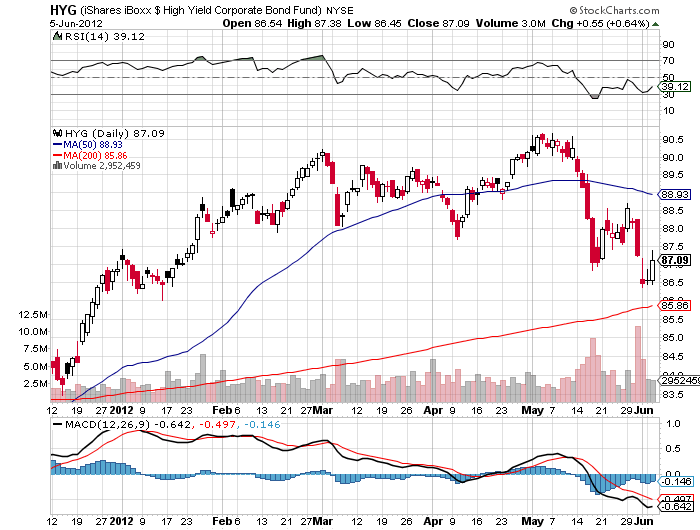 HYG (iShares iBoxx $ High Yield Corporate Bond Fund) NYSE © StockCharts.com
5-Jun-2012 Open 86.54 High 87.38 Low 86.45 Close 87.09 Volume 3.0M Chg +0.55 (+0.64%)
RSI(14) 39.12
90
70
50
39.12
30
10
HYG (Daily) 87.09
MA(50) 88.93
MA(200) 85.86
Volume 2,952,459
90.5
90.0
89.5
88.93
88.5
88.0
87.5
87.09
86.5
86.0
85.86
85.5
85.0
84.5
84.0
83.5
12.5M
10.0M
7.5M
5.0M
2.5M
2952459
12 19 27 2012 9 17 23 Feb 6 13 21 27 Mar 12 19 26 Apr 9 16 23 May 7 14 21 29 Jun
MACD(12,26,9) -0.642, -0.497, -0.146
1.0
0.5
0.0
-0.146
-0.497
-0.642
12 19 27 2012 9 17 23 Feb 6 13 21 27 Mar 12 19 26 Apr 9 16 23 May 7 14 21 29 Jun